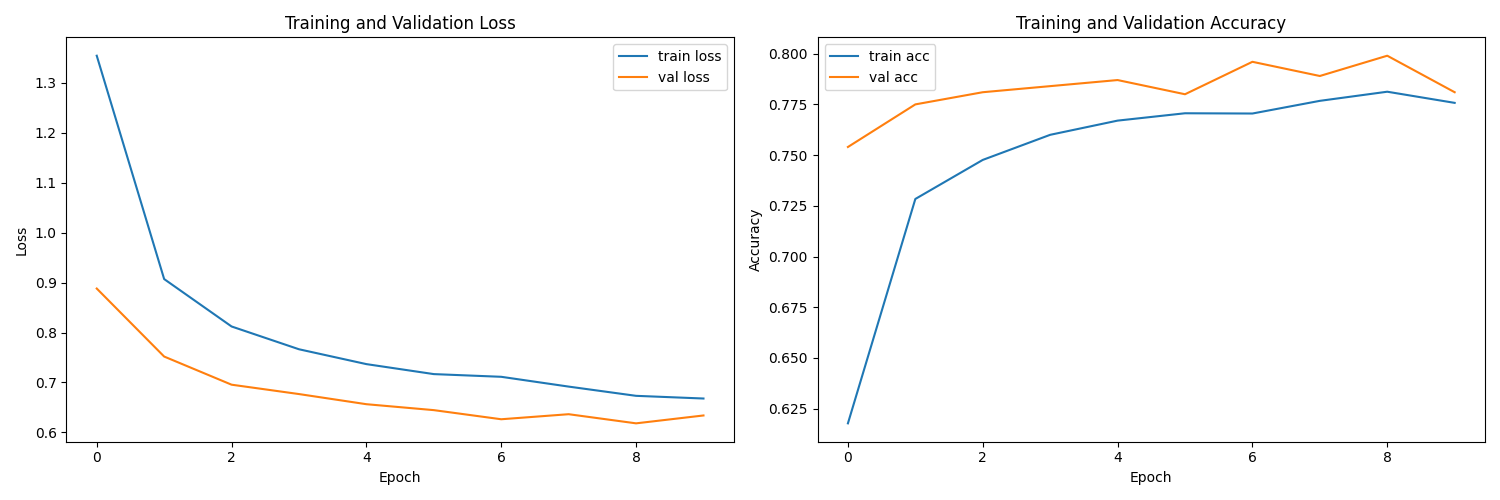 Training and Validation Loss
train loss
val loss
1.3
1.2
1.1
1.0
0.9
0.8
0.7
0.6
Loss
0 2 4 6 8
Epoch
Training and Validation Accuracy
train acc
val acc
0.800
0.775
0.750
0.725
0.700
0.675
0.650
0.625
Accuracy
0 2 4 6 8
Epoch